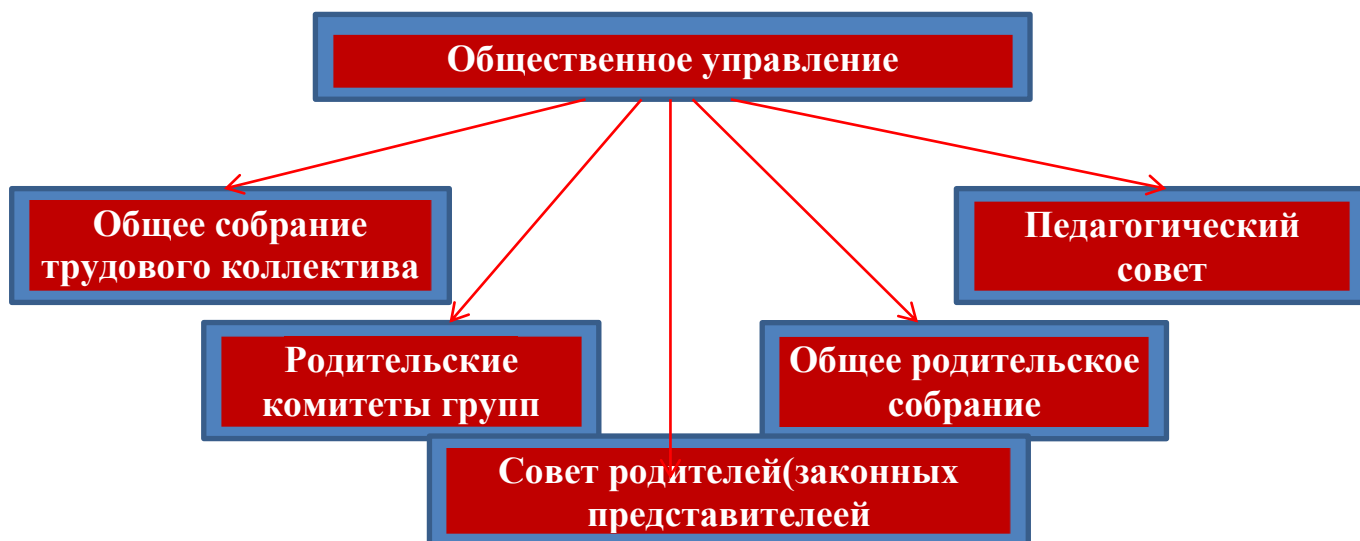 Общественное управление
Общее собрание
трудового коллектива
Педагогический
совет
Родительские
комитеты групп
Общее родительское
собрание
Совет родителей(законных
представителеей